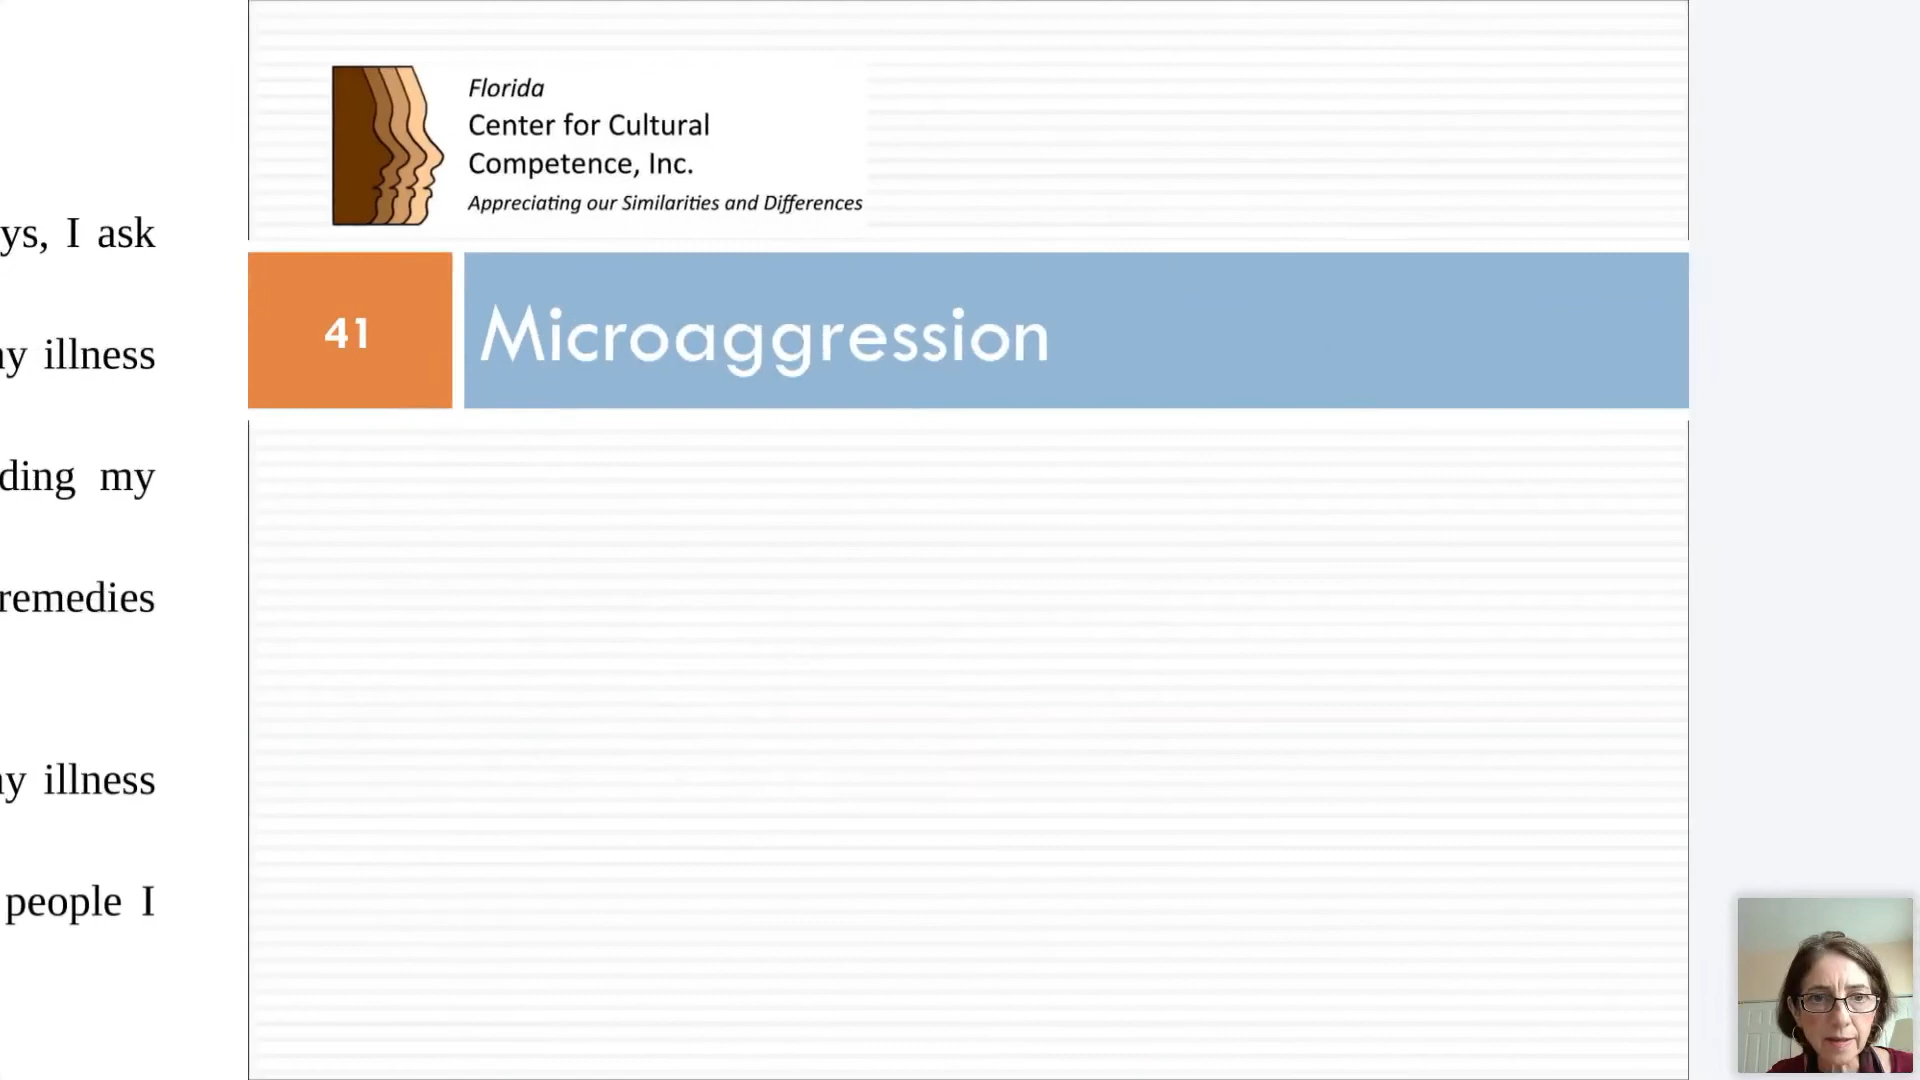 Florida
Center for Cultural
Competence, Inc.
Appreciating our Similarities and Differences
41
Microaggression
ys, I ask
illness
ding my
remedies
illness
people I